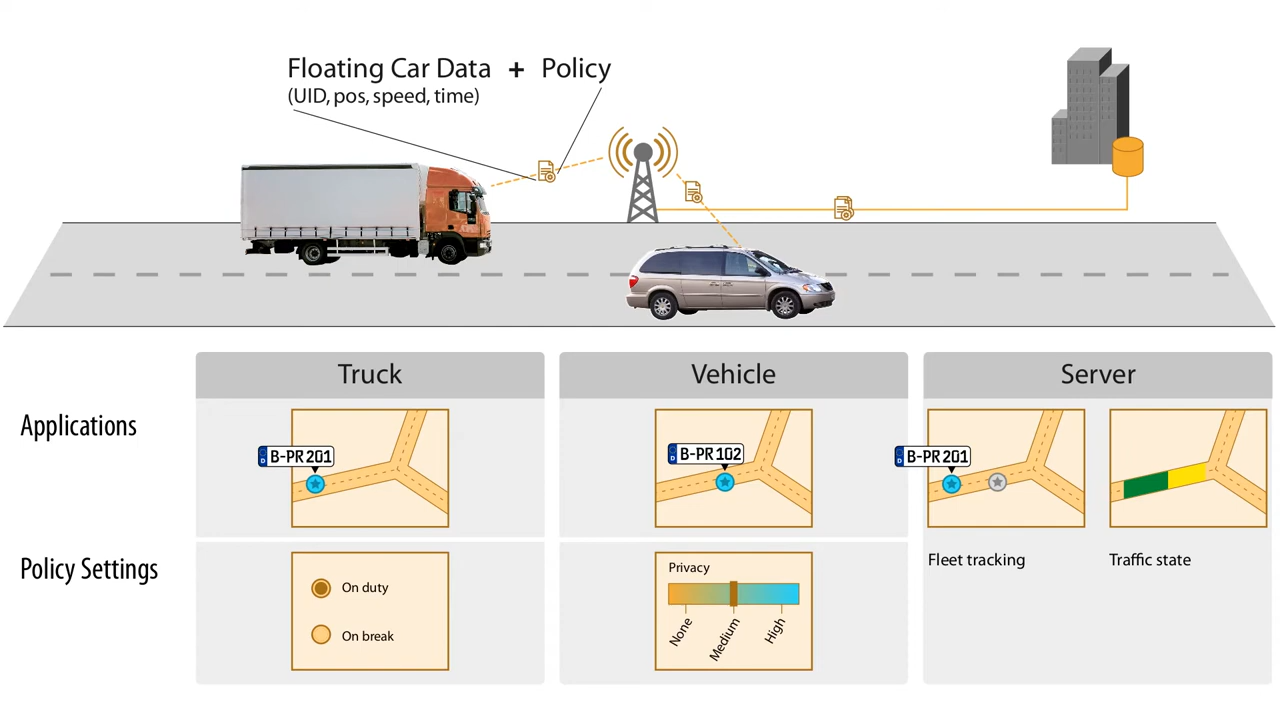 Floating Car Data + Policy
(UID, pos, speed, time)
Truck
Vehicle
Server
Applications
D B-PR 201
D B-PR 102
D B-PR 201
Fleet tracking
Traffic state
Policy Settings
On duty
On break
Privacy
None
Medium
High